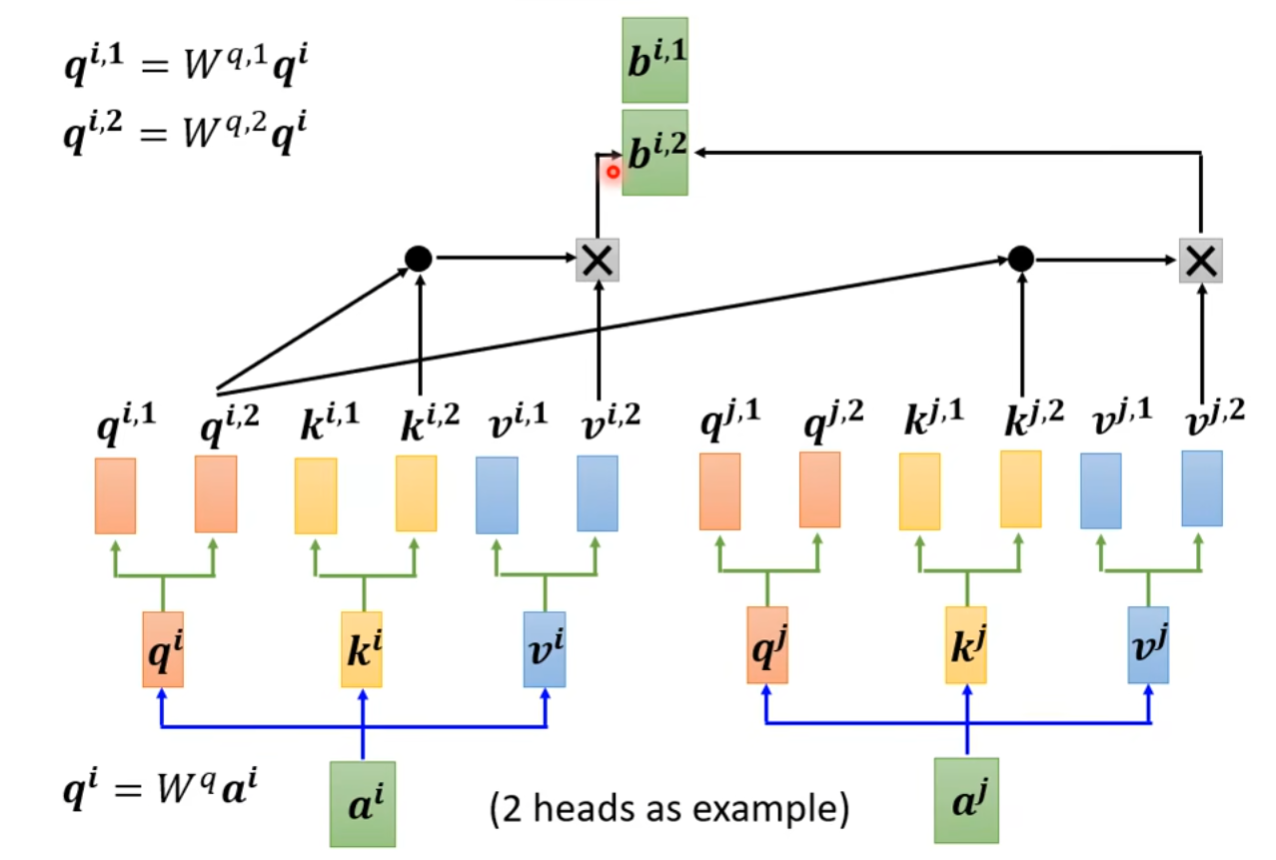 𝒒^{𝒊,𝟏} = W^{q,1}𝒒^𝒊
𝒒^{𝒊,𝟐} = W^{q,2}𝒒^𝒊
𝒃^{𝒊,𝟏}
𝒃^{𝒊,𝟐}
𝒒^{𝒊,𝟏} 𝒒^{𝒊,𝟐} 𝒌^{𝒊,𝟏} 𝒌^{𝒊,𝟐} 𝒗^{𝒊,𝟏} 𝒗^{𝒊,𝟐} 𝒒^{𝒋,𝟏} 𝒒^{𝒋,𝟐} 𝒌^{𝒋,𝟏} 𝒌^{𝒋,𝟐} 𝒗^{𝒋,𝟏} 𝒗^{𝒋,𝟐}
𝒒^𝒊 𝒌^𝒊 𝒗^𝒊 𝒒^𝒋 𝒌^𝒋 𝒗^𝒋
𝒒^𝒊 = W^q𝒂^𝒊 𝒂^𝒊 (2 heads as example) 𝒂^𝒋